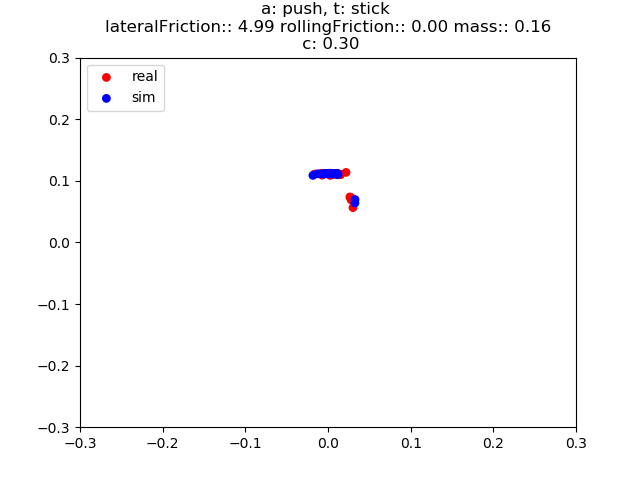 a: push, t: stick
lateralFriction:: 4.99 rollingFriction:: 0.00 mass:: 0.16
c: 0.30
real
sim
0.3
0.2
0.1
0.0
−0.1
−0.2
−0.3
−0.3 −0.2 −0.1 0.0 0.1 0.2 0.3